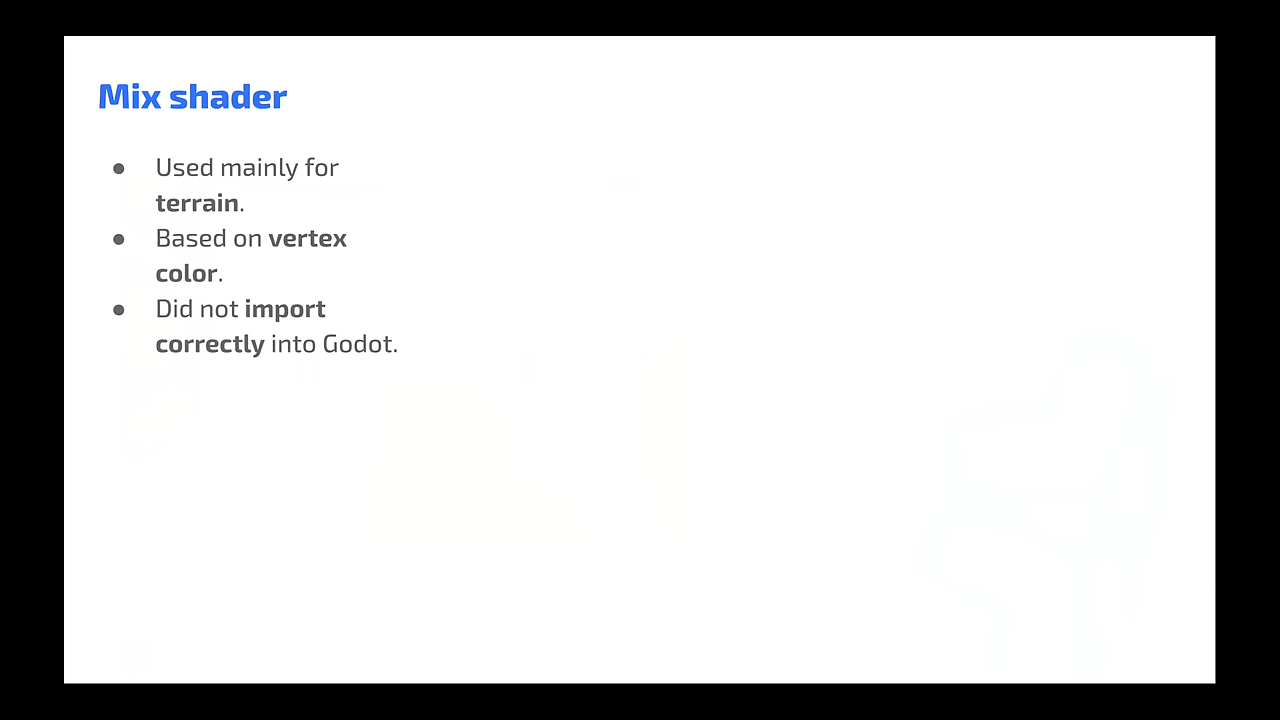 Mix shader
● Used mainly for
terrain.
● Based on vertex
color.
● Did not import
correctly into Godot.